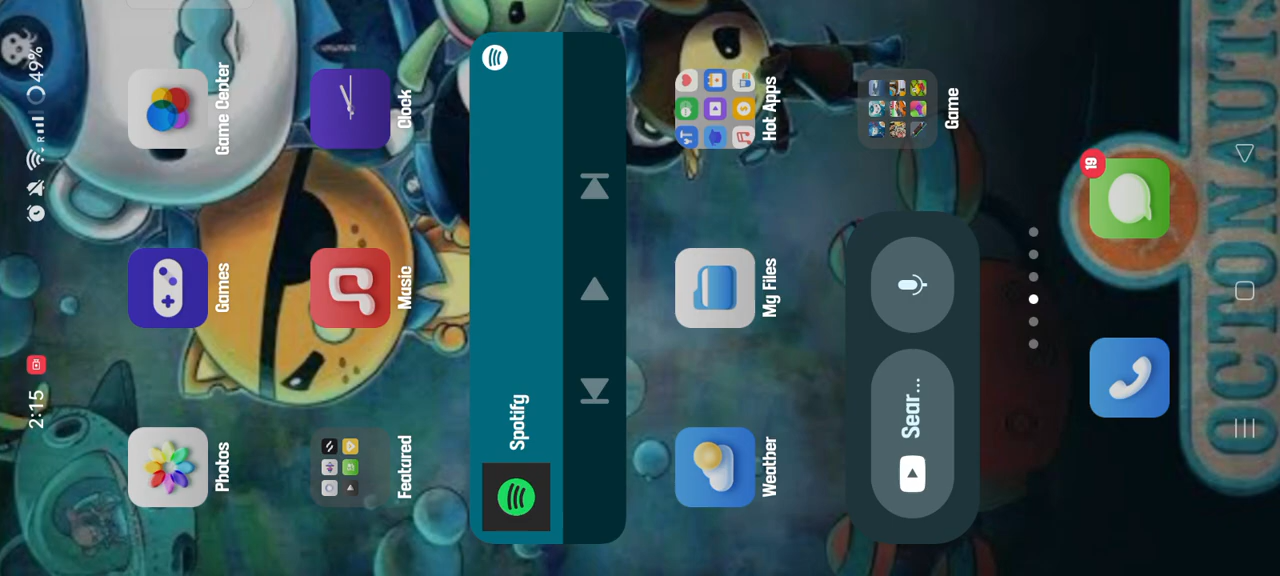 2:15
R
49%
Photos
Games
Game Center
Featured
Music
Clock
Spotify
Weather
My Files
Hot Apps
Sear...
Game
19
OCTONAUTS